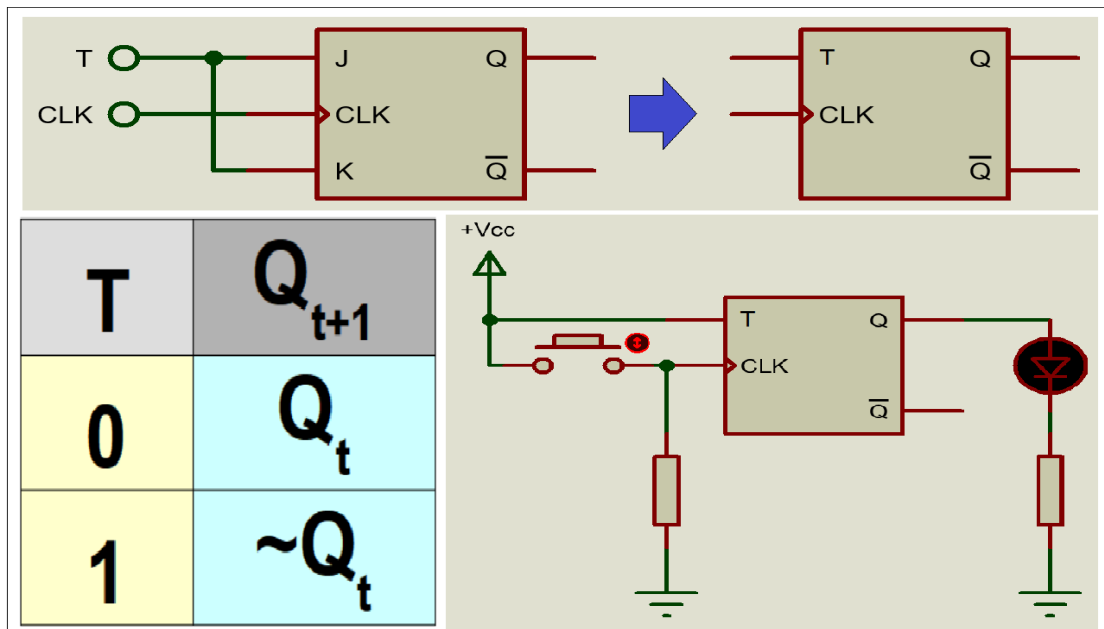 T J Q T Q
CLK CLK CLK
K Q̅ Q̅
T Qt+1
0 Qt
1 ~Qt
+Vcc
T Q
CLK
Q̅